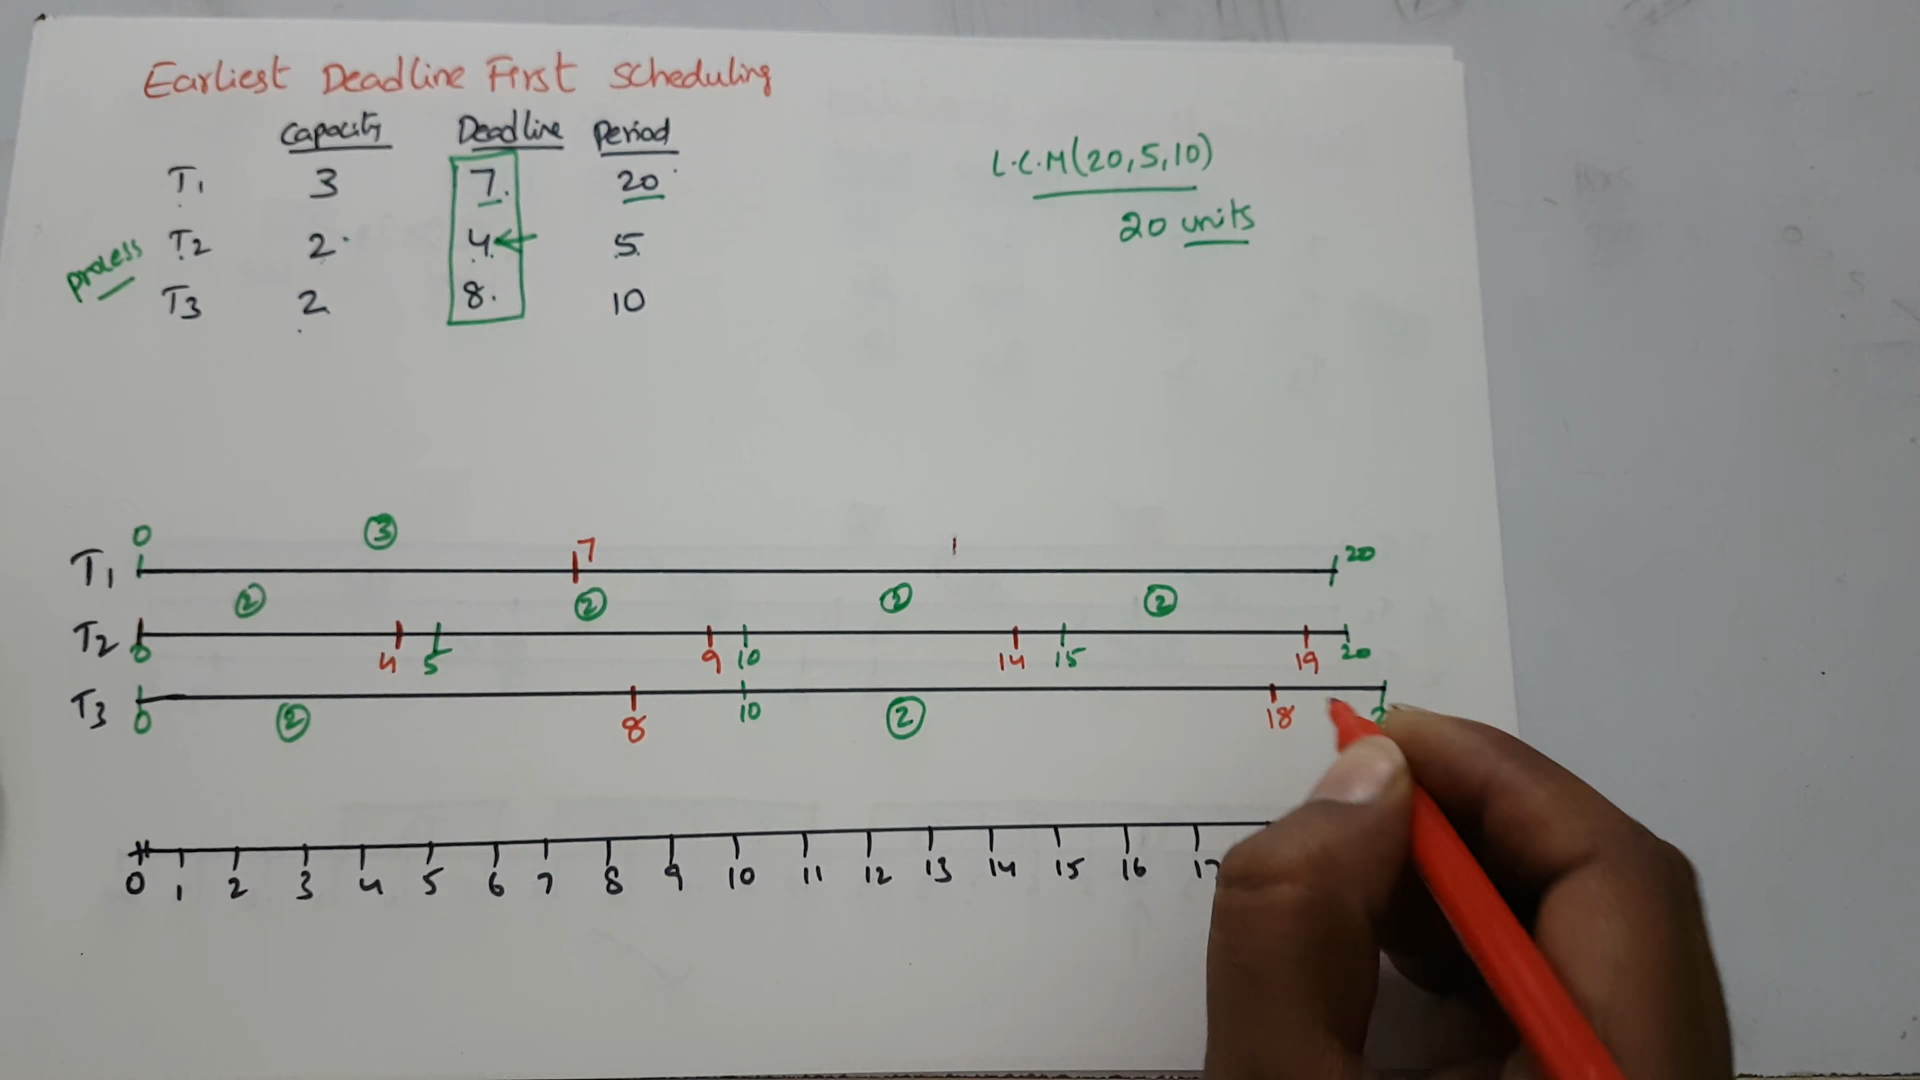 Earliest Deadline First Scheduling
Capacity Deadline Period
T1 3 7 20
T2 2 4 5
T3 2 8 10
process
L.C.M(20,5,10)
20 units
0 3 7 20
T1
2 2 2 2
T2 0 4 5 9 10 14 15 19 20
T3 0 2 8 10 2 18 2
0 1 2 3 4 5 6 7 8 9 10 11 12 13 14 15 16 17